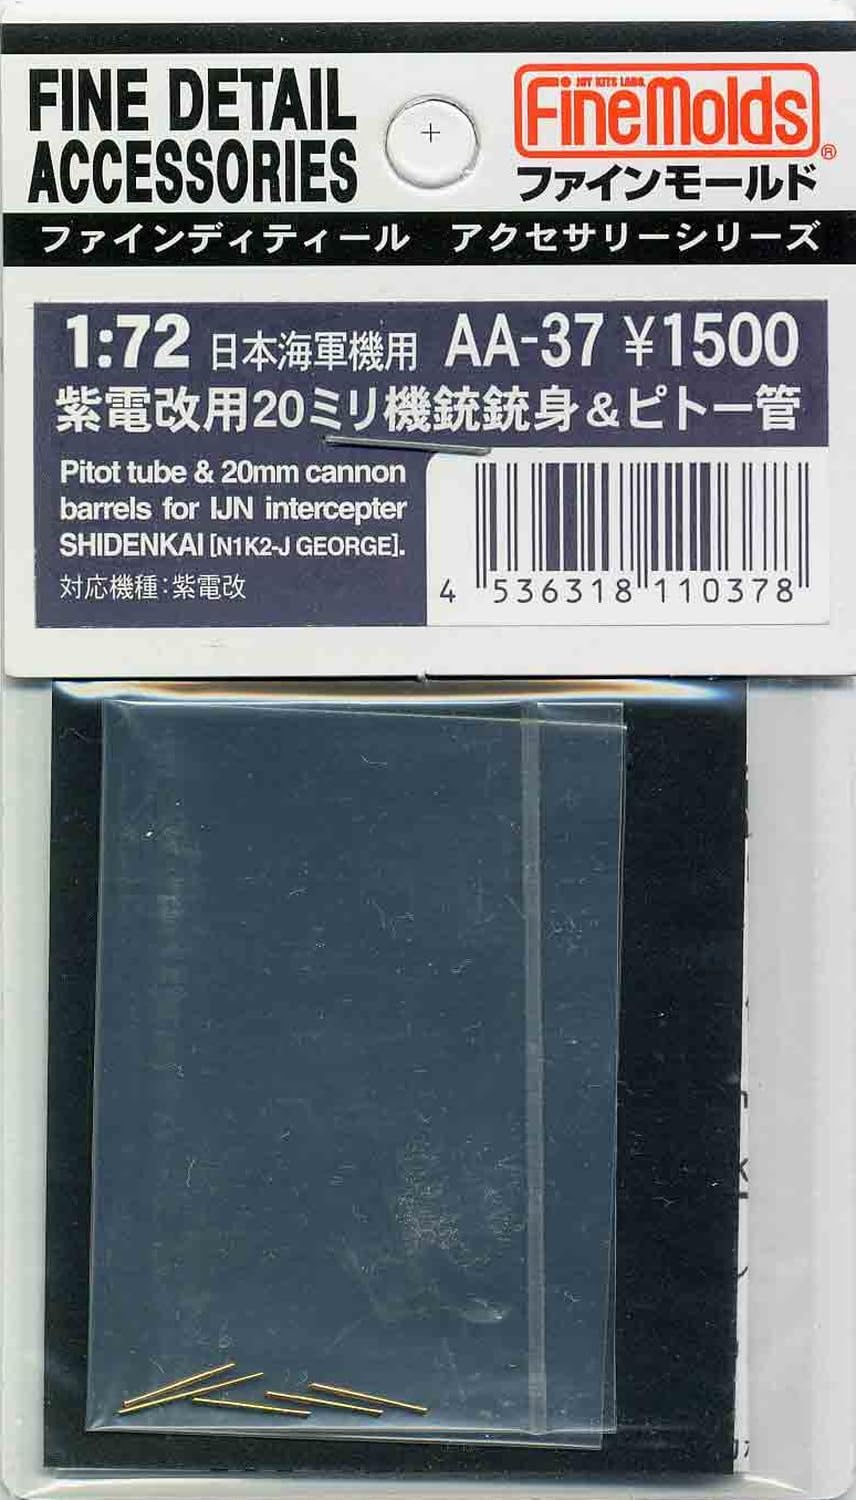 FINE DETAIL
ACCESSORIES
JOY KITS LABO.
FineMolds®
ファインモールド
ファインディティール アクセサリーシリーズ
1:72 日本海軍機用 AA-37 ¥1500
紫電改用20ミリ機銃銃身&ピトー管
Pitot tube & 20mm cannon
barrels for IJN intercepter
SHIDENKAI [N1K2-J GEORGE].
対応機種:紫電改
4 536318 110378